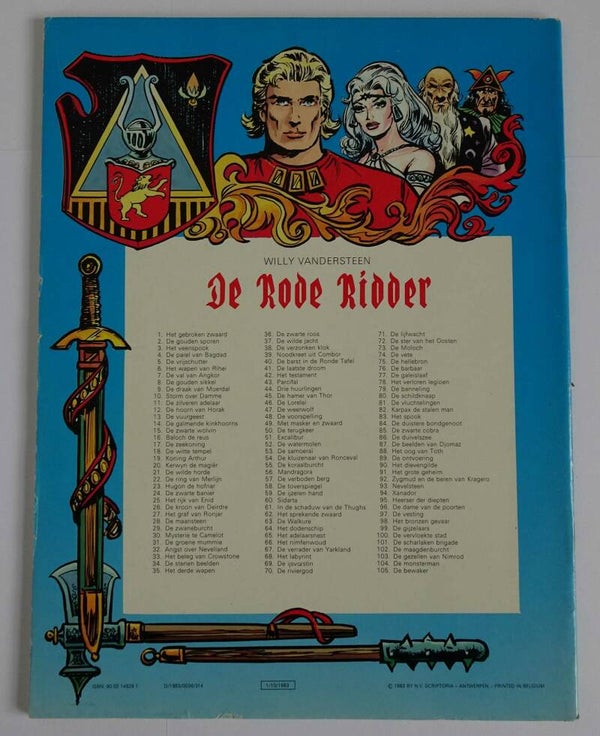 WILLY VANDERSTEEN
De Rode Ridder
1. Het gebroken zwaard
2. De gouden sporen
3. Het veenspook
4. De parel van Bagdad
5. De vrijschutter
6. Het wapen van Rihei
7. De val van Angkor
8. De gouden sikkel
9. De draak van Moerdal
10. Storm over Damme
11. De zilveren adelaar
12. De hoorn van Horak
13. De vuurgeest
14. De galmende kinkhoorns
15. De zwarte wolvin
16. Baloch de reus
17. De zeekoning
18. De witte tempel
19. Koning Arthur
20. Kerwyn de magiër
21. De wilde horde
22. De ring van Merlijn
23. Hugon de hofnar
24. De zwarte banier
25. Het rijk van Enid
26. De kroon van Deirdre
27. Het graf van Ronjar
28. De maansteen
29. De zwaneburcht
30. Mysterie te Camelot
31. De groene mummie
32. Angst over Nevelland
33. Het beleg van Crowstone
34. De stenen beelden
35. Het derde wapen
36. De zwarte roos
37. De wilde jacht
38. De verzonken klok
39. Noodkreet uit Combor
40. De barst in de Ronde Tafel
41. De laatste droom
42. Het testament
43. Parcifal
44. Drie huurlingen
45. De hamer van Thor
46. De Lorelei
47. De weerwolf
48. De voorspelling
49. Met masker en zwaard
50. De terugkeer
51. Excalibur
52. De watermolen
53. De samoerai
54. De kluizenaar van Ronceval
55. De koraalburcht
56. Mandragora
57. De verboden berg
58. De toverspiegel
59. De ijzeren hand
60. Sidarta
61. In de schaduw van de Thughs
62. Het sprekende zwaard
63. De Walkure
64. Het dodenschip
65. Het adelaarsnest
66. Het nimfenwoud
67. De verrader van Yarkland
68. Het labyrint
69. De ijsvorstin
70. De riviergod
71. De lijfwacht
72. De ster van het Oosten
73. De Moloch
74. De vete
75. De hellebron
76. De barbaar
77. De galeislaaf
78. Het verloren legioen
79. De banneling
80. De schildknaap
81. De vluchtelingen
82. Karpax de stalen man
83. Het spook
84. De duistere bondgenoot
85. De zwarte cobra
86. De duivelszee
87. De beelden van Djomaz
88. Het oog van Toth
89. De ontvoering
90. Het dievengilde
91. Het grote geheim
92. Zygmud en de beren van Kragero
93. Nevelsteen
94. Xanador
95. Heerser der diepten
96. De dame van de poorten
97. De vesting
98. Het bronzen gevaar
99. De gijzelaars
100. De vervloekte stad
101. De scharlaken brigade
102. De maagdenburcht
103. De gezellen van Nimrod
104. De monsterman
105. De bewaker
1/10/1983
© 1983 BY N.V. SCRIPTORIA – ANTWERPEN – PRINTED IN BELGIUM